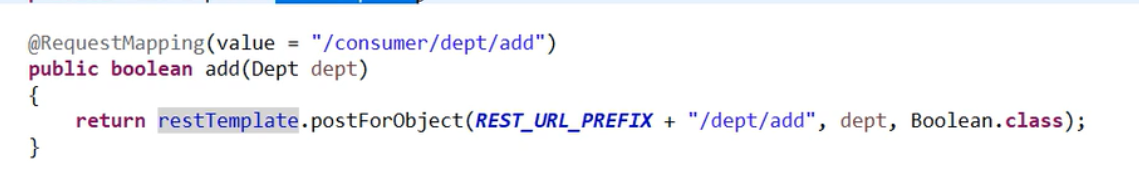 @RequestMapping(value = "/consumer/dept/add")
public boolean add(Dept dept)
{
    return restTemplate.postForObject(REST_URL_PREFIX + "/dept/add", dept, Boolean.class);
}